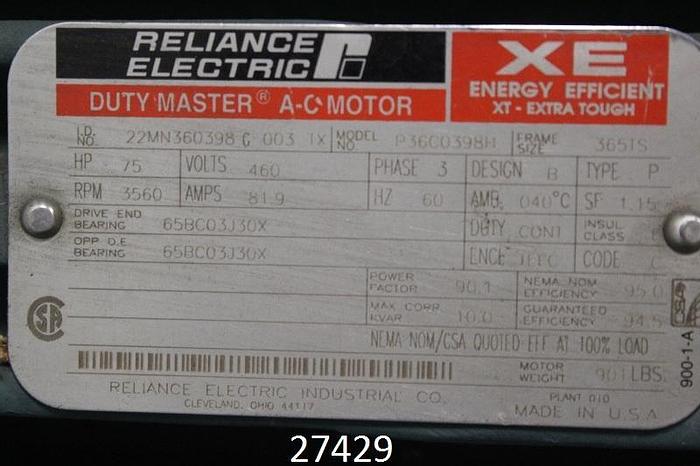 RELIANCE
ELECTRIC
XE
ENERGY EFFICIENT
XT - EXTRA TOUGH
DUTY MASTER® A-C MOTOR
I.D. NO. 22MN360398 G 003 TX MODEL NO. P36C0398H FRAME SIZE 365TS
HP 75 VOLTS 460 PHASE 3 DESIGN B TYPE P
RPM 3560 AMPS 81.9 HZ 60 AMB. 040°C SF 1.15
DRIVE END BEARING 65BC03J30X DUTY CONT INSUL CLASS
OPP D.E BEARING 65BC03J30X ENCL TEFC CODE
POWER FACTOR 90.1 NEMA NOM EFFICIENCY 95.0
MAX CORR KVAR 10.0 GUARANTEED EFFICIENCY 94.5
NEMA NOM/CSA QUOTED EFF AT 100% LOAD
MOTOR WEIGHT 901LBS.
RELIANCE ELECTRIC INDUSTRIAL CO.
CLEVELAND, OHIO 44117
PLANT 010
MADE IN U.S.A
900-1-A
27429